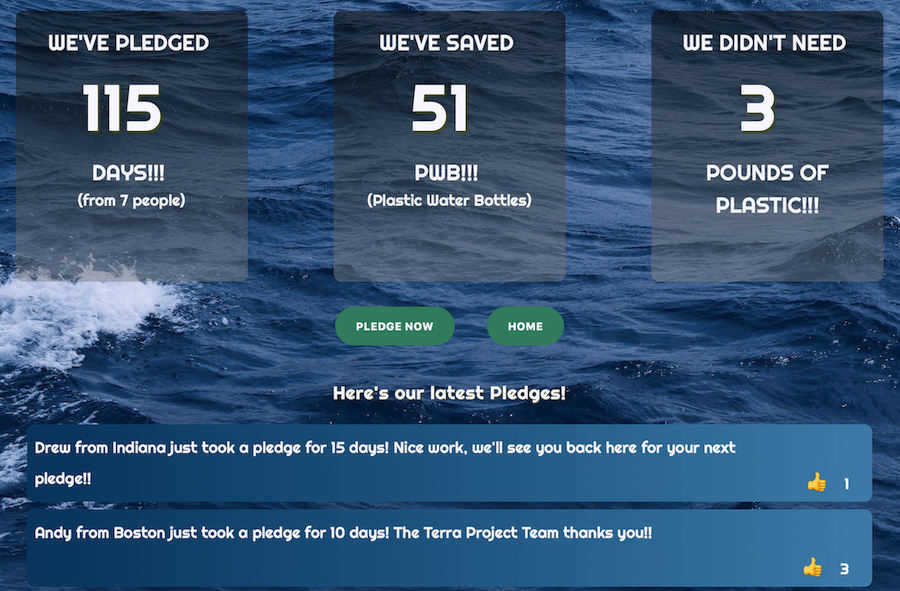 WE'VE PLEDGED
115
DAYS!!!
(from 7 people)
WE'VE SAVED
51
PWB!!!
(Plastic Water Bottles)
WE DIDN'T NEED
3
POUNDS OF
PLASTIC!!!
PLEDGE NOW
HOME
Here's our latest Pledges!
Drew from Indiana just took a pledge for 15 days! Nice work, we'll see you back here for your next
pledge!!
👍 1
Andy from Boston just took a pledge for 10 days! The Terra Project Team thanks you!!
👍 3